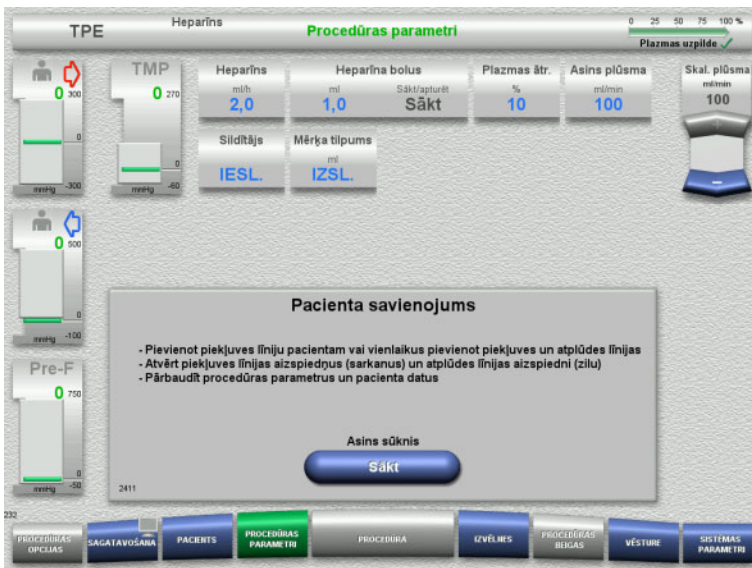 TPE
Heparīns
Procedūras parametri
0 25 50 75 100 %
Plazmas uzpilde
0 300
0
mmHg -300
TMP
0 270
0
mmHg -60
Heparīns
ml/h
2,0
Heparīna bolus
ml Sākt/apturēt
1,0 Sākt
Plazmas ātr.
%
10
Asins plūsma
ml/min
100
Skal. plūsma
ml/min
100
Sildītājs
IESL.
Mērķa tilpums
ml
IZSL.
0 500
0
mmHg -100
Pre-F
0 750
0
mmHg -50
Pacienta savienojums
- Pievienot piekļuves līniju pacientam vai vienlaikus pievienot piekļuves un atplūdes līnijas
- Atvērt piekļuves līnijas aizspiedņus (sarkanus) un atplūdes līnijas aizspiedni (zilu)
- Pārbaudīt procedūras parametrus un pacienta datus
Asins sūknis
Sākt
2411
232
PROCEDŪRAS
OPCIJAS
SAGATAVOŠANA
PACIENTS
PROCEDŪRAS
PARAMETRI
PROCEDŪRA
IZVĒLNES
PROCEDŪRAS
BEIGAS
VĒSTURE
SISTĒMAS
PARAMETRI